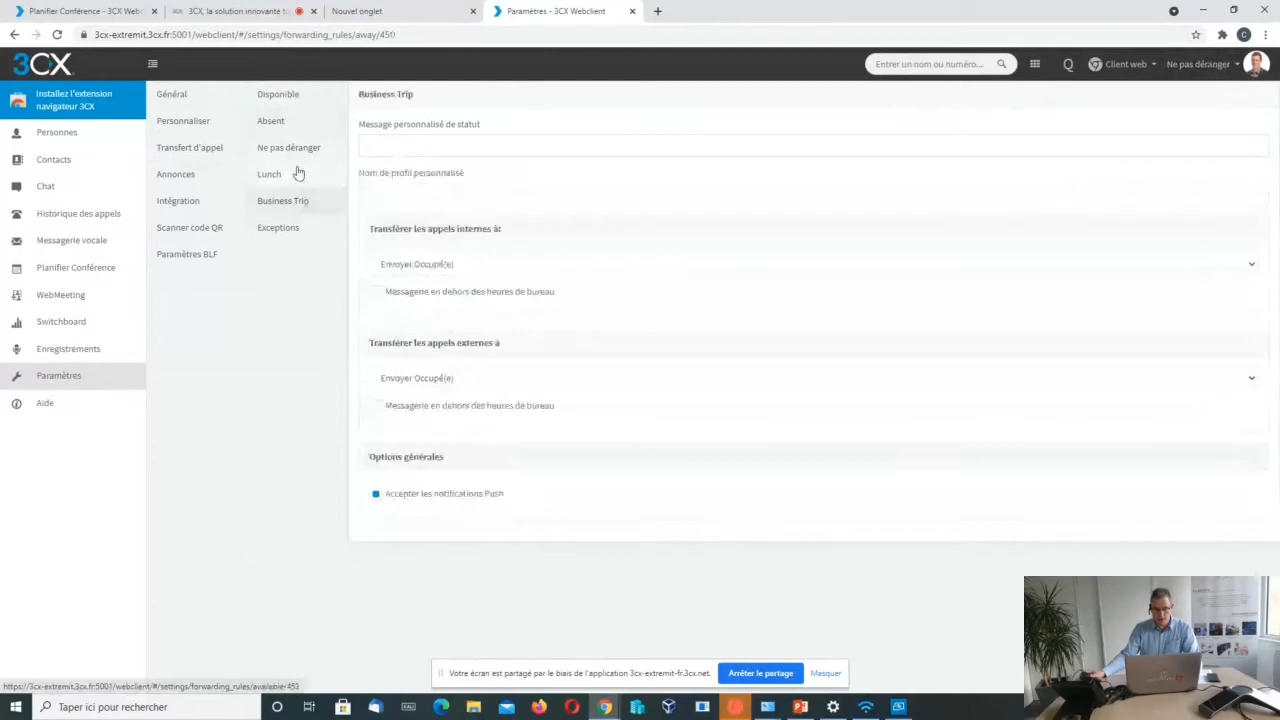 Planifier Conférence - 3CX Web
3CX, la solution innovante t
Nouvel onglet
Paramètres - 3CX Webclient
3cx-extremit.3cx.fr:5001/webclient/#/settings/forwarding_rules/away/450
C
3CX
Entrer un nom ou numéro....
Q
Client web
Ne pas déranger
Installez l'extension
navigateur 3CX
Personnes
Contacts
Chat
Historique des appels
Messagerie vocale
Planifier Conférence
WebMeeting
Switchboard
Enregistrements
Paramètres
Aide
Général
Personnaliser
Transfert d'appel
Annonces
Intégration
Scanner code QR
Paramètres BLF
Disponible
Absent
Ne pas déranger
Lunch
Business Trip
Exceptions
Business Trip
Message personnalisé de statut
Nom de profil personnalisé
Transférer les appels internes à:
Envoyer Occupé(e)
Messagerie en dehors des heures de bureau
Transférer les appels externes à
Envoyer Occupé(e)
Messagerie en dehors des heures de bureau
Options générales
Accepter les notifications Push
Votre écran est partagé par le biais de l'application 3cx-extremit-fr.3cx.net.
Arrêter le partage
Masquer
https://3cx-extremit.3cx.fr:5001/webclient/#/settings/forwarding_rules/available-453
Taper ici pour rechercher